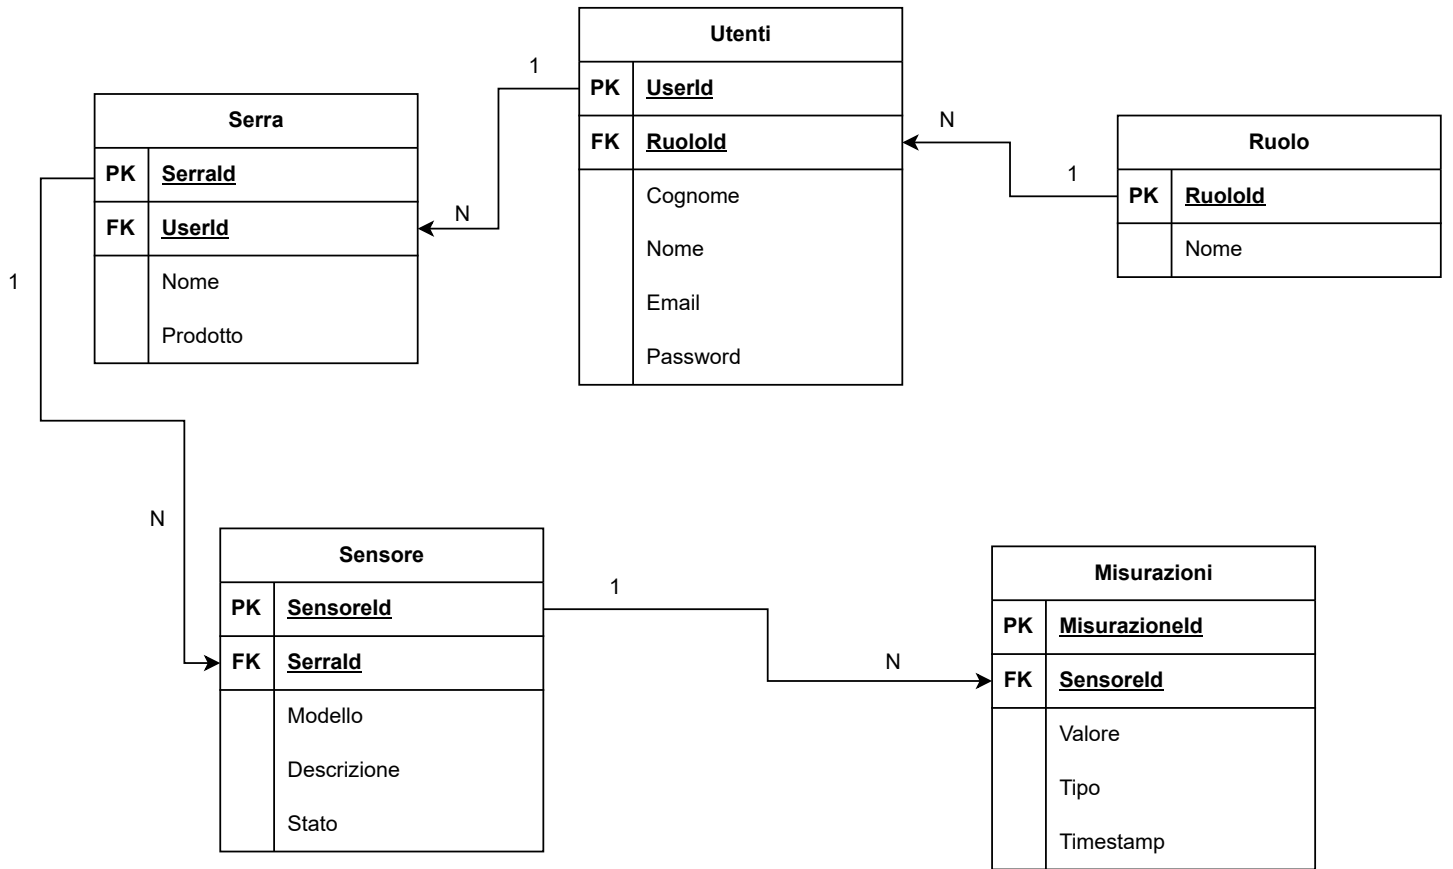 Utenti
PK UserId
FK RuoloId
Cognome
Nome
Email
Password
1
N
Serra
PK SerraId
FK UserId
Nome
Prodotto
N
1
Ruolo
PK RuoloId
Nome
1
N
Sensore
PK SensoreId
FK SerraId
Modello
Descrizione
Stato
1
N
Misurazioni
PK MisurazioneId
FK SensoreId
Valore
Tipo
Timestamp